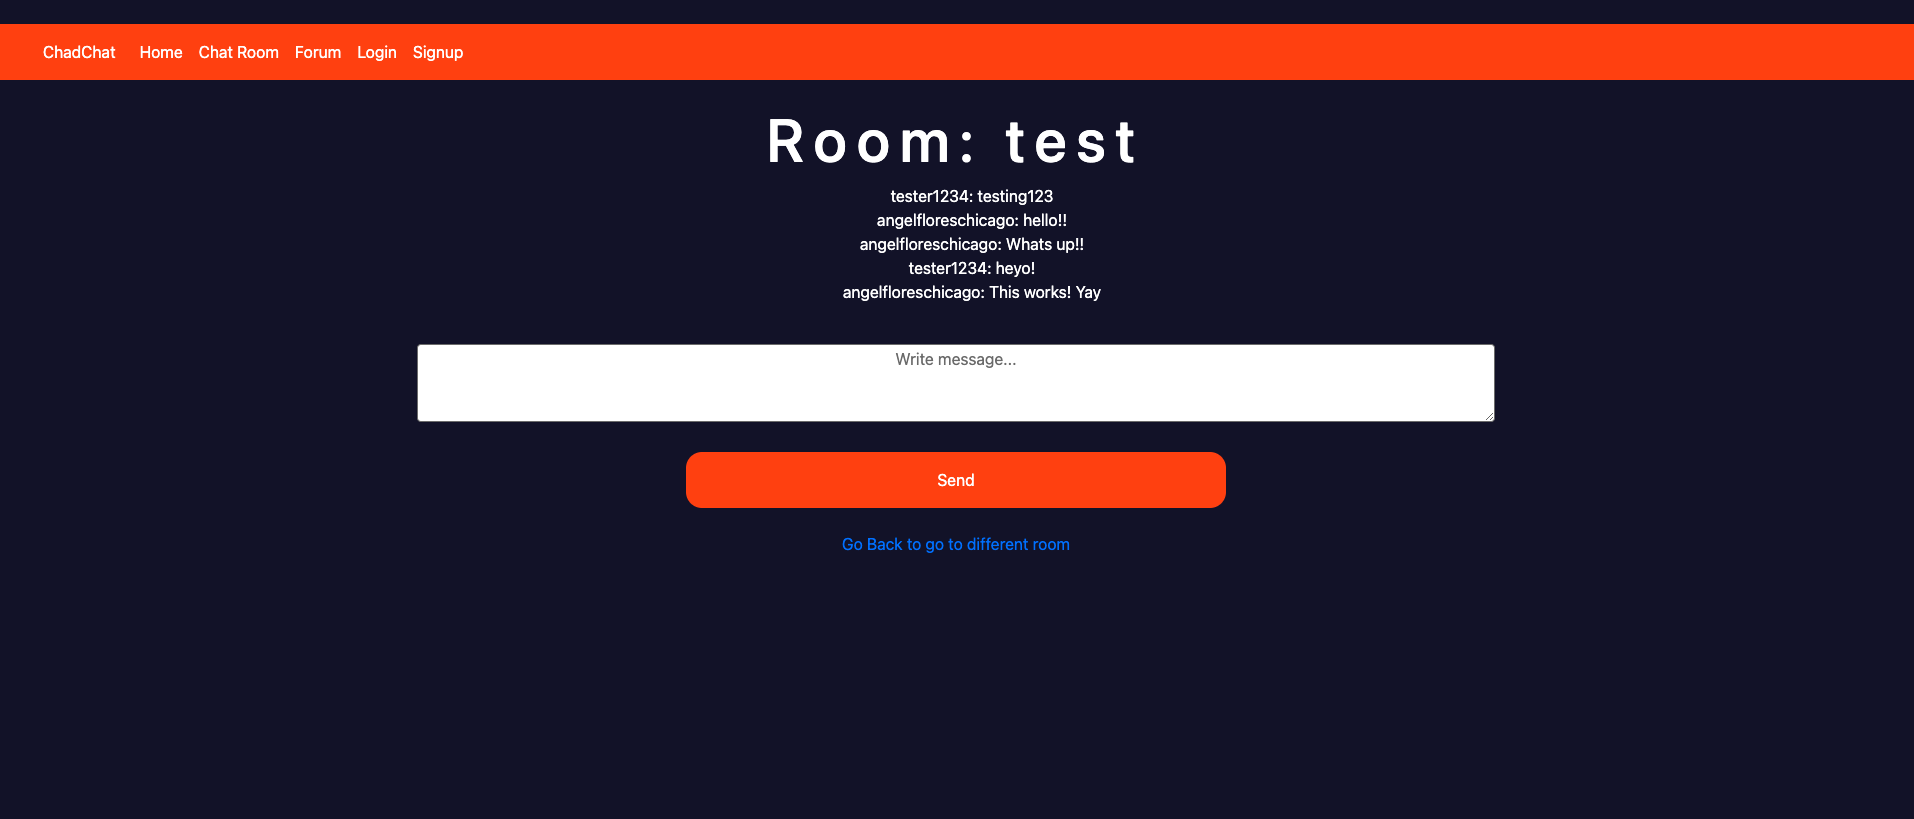 ChadChat Home Chat Room Forum Login Signup
Room: test
tester1234: testing123
angelfloreschicago: hello!!
angelfloreschicago: Whats up!!
tester1234: heyo!
angelfloreschicago: This works! Yay
Write message...
Send
Go Back to go to different room